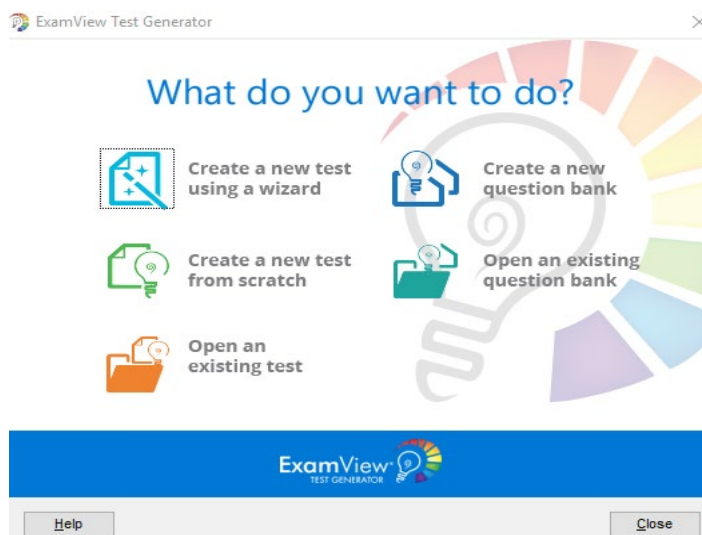 ExamView Test Generator
What do you want to do?
Create a new test
using a wizard
Create a new
question bank
Create a new test
from scratch
Open an existing
question bank
Open an
existing test
ExamView
TEST GENERATOR
Help
Close